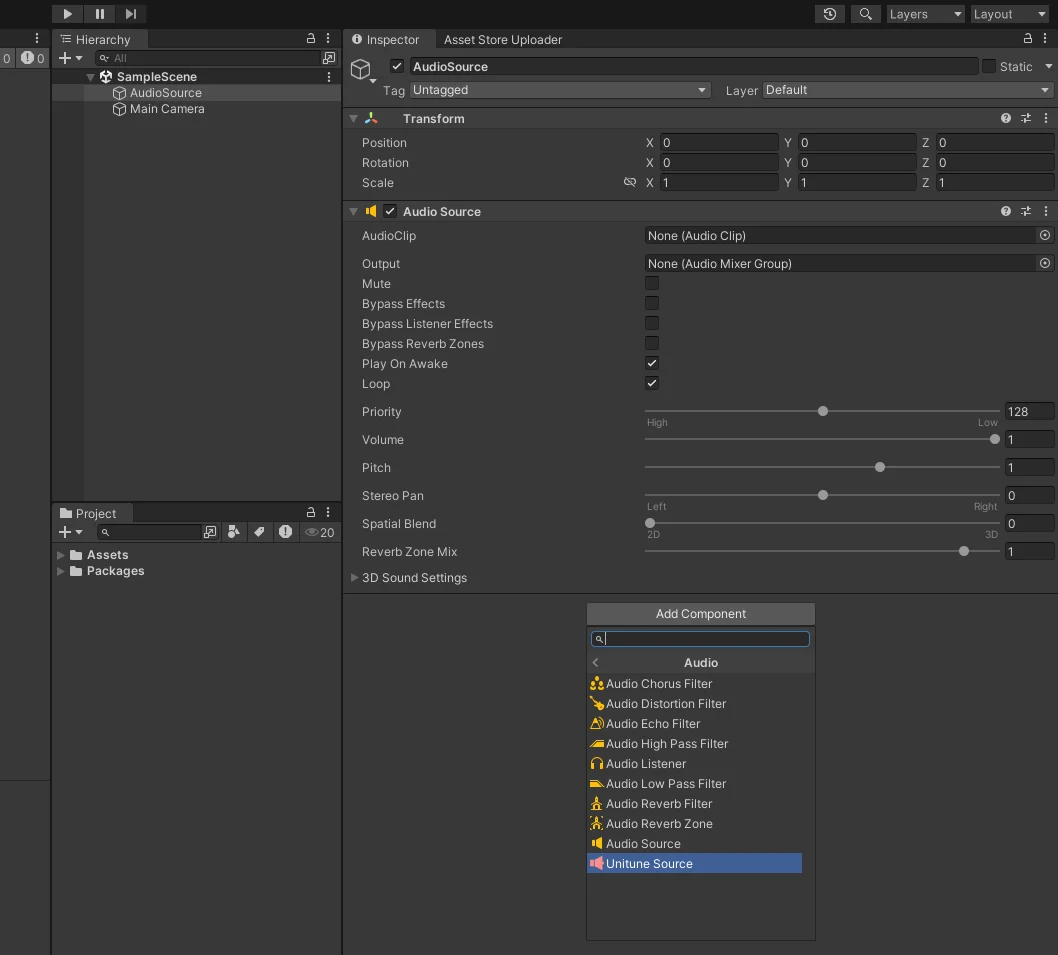 Layers
Layout
0
0
Hierarchy
All
SampleScene
AudioSource
Main Camera
Project
20
Assets
Packages
Inspector
Asset Store Uploader
AudioSource
Static
Tag Untagged Layer Default
Transform
Position X 0 Y 0 Z 0
Rotation X 0 Y 0 Z 0
Scale X 1 Y 1 Z 1
Audio Source
AudioClip None (Audio Clip)
Output None (Audio Mixer Group)
Mute
Bypass Effects
Bypass Listener Effects
Bypass Reverb Zones
Play On Awake
Loop
Priority 128
High Low
Volume 1
Pitch 1
Stereo Pan 0
Left Right
Spatial Blend 0
2D 3D
Reverb Zone Mix 1
3D Sound Settings
Add Component
Audio
Audio Chorus Filter
Audio Distortion Filter
Audio Echo Filter
Audio High Pass Filter
Audio Listener
Audio Low Pass Filter
Audio Reverb Filter
Audio Reverb Zone
Audio Source
Unitune Source